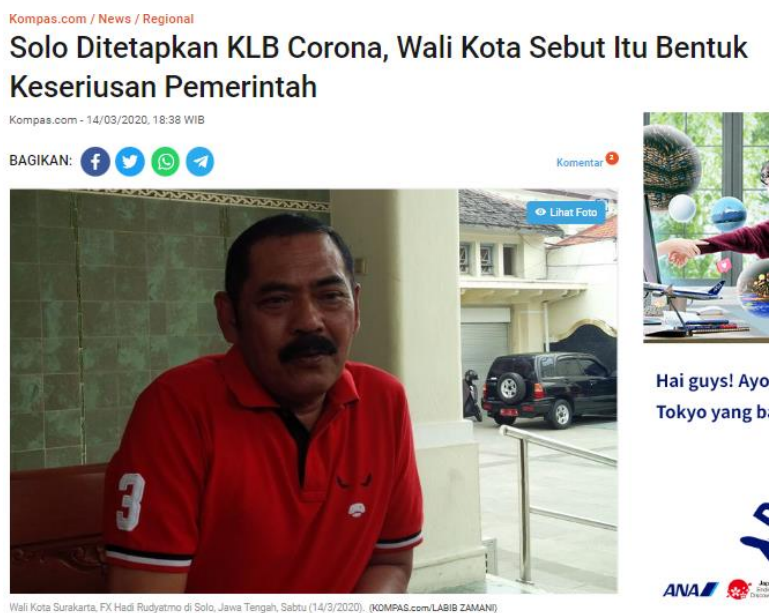 Kompas.com / News / Regional
Solo Ditetapkan KLB Corona, Wali Kota Sebut Itu Bentuk
Keseriusan Pemerintah
Kompas.com - 14/03/2020, 18:38 WIB
BAGIKAN:
Komentar 2
Lihat Foto
3
Hai guys! Ayo
Tokyo yang ba
ANA
Wali Kota Surakarta, FX Hadi Rudyatmo di Solo, Jawa Tengah, Sabtu (14/3/2020). (KOMPAS.com/LABIB ZAMANI)